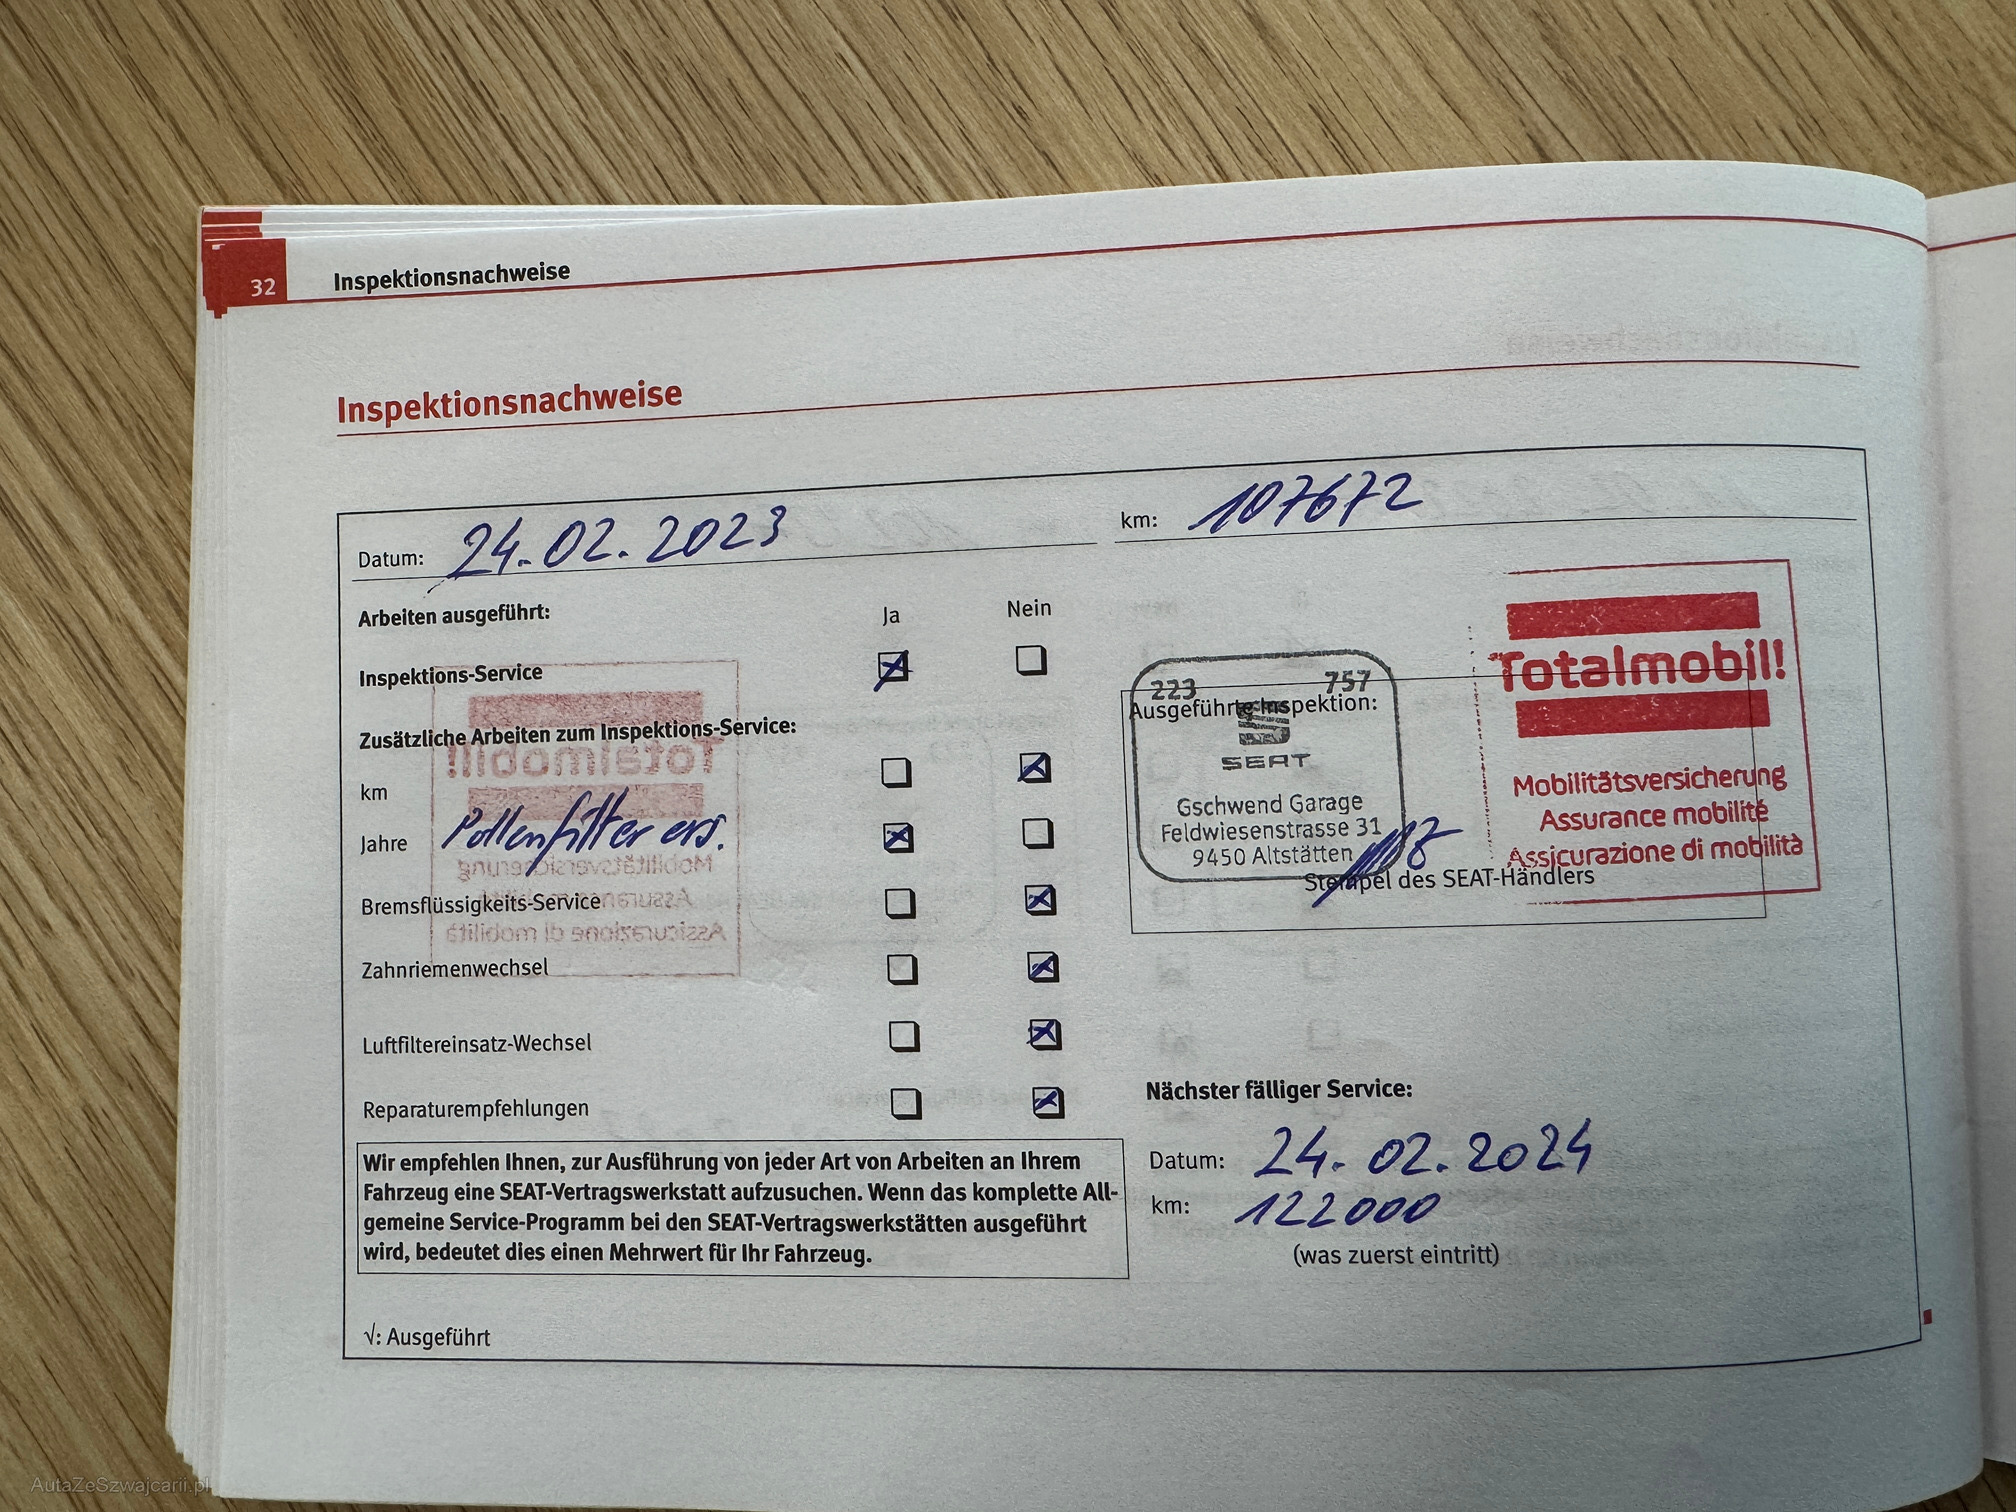 32 Inspektionsnachweise
Inspektionsnachweise
Datum: 24.02.2023 km: 107672
Arbeiten ausgeführt: Ja Nein
Inspektions-Service
Zusätzliche Arbeiten zum Inspektions-Service:
km
Jahre Pollenfilter ers.
Bremsflüssigkeits-Service
Zahnriemenwechsel
Luftfiltereinsatz-Wechsel
Reparaturempfehlungen
Wir empfehlen Ihnen, zur Ausführung von jeder Art von Arbeiten an Ihrem
Fahrzeug eine SEAT-Vertragswerkstatt aufzusuchen. Wenn das komplette All-
gemeine Service-Programm bei den SEAT-Vertragswerkstätten ausgeführt
wird, bedeutet dies einen Mehrwert für Ihr Fahrzeug.
√: Ausgeführt
223 757
Ausgeführte Inspektion:
SEAT
Gschwend Garage
Feldwiesenstrasse 31
9450 Altstätten
Stempel des SEAT-Händlers
Totalmobil!
Mobilitätsversicherung
Assurance mobilité
Assicurazione di mobilità
Nächster fälliger Service:
Datum: 24.02.2024
km: 122000
(was zuerst eintritt)
AutaZeSzwajcarii.pl